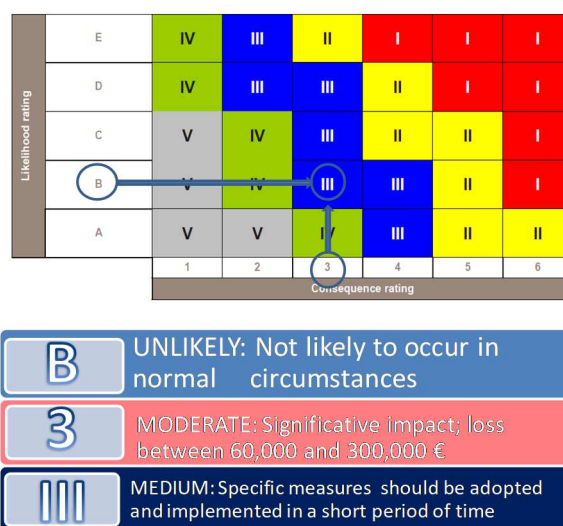 Likelihood rating
E IV III II I I I
D IV III III II I I
C V IV III II II I
B V IV III III II I
A V V IV III II II
1 2 3 4 5 6
Consequence rating
B UNLIKELY: Not likely to occur in
normal circumstances
3 MODERATE: Significative impact; loss
between 60,000 and 300,000 €
III MEDIUM: Specific measures should be adopted
and implemented in a short period of time